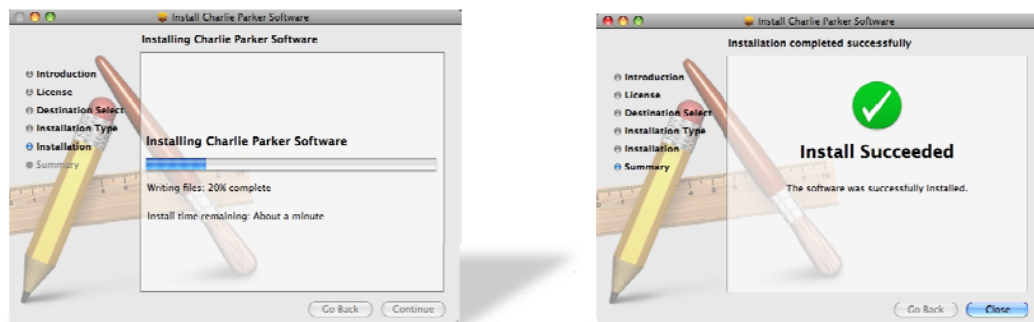 Install Charlie Parker Software
Installing Charlie Parker Software
Introduction
License
Destination Select
Installation Type
Installation
Summary
Installing Charlie Parker Software
Writing files: 20% complete
Install time remaining: About a minute
Go Back
Continue
Install Charlie Parker Software
Installation completed successfully
Introduction
License
Destination Select
Installation Type
Installation
Summary
Install Succeeded
The software was successfully installed.
Go Back
Close